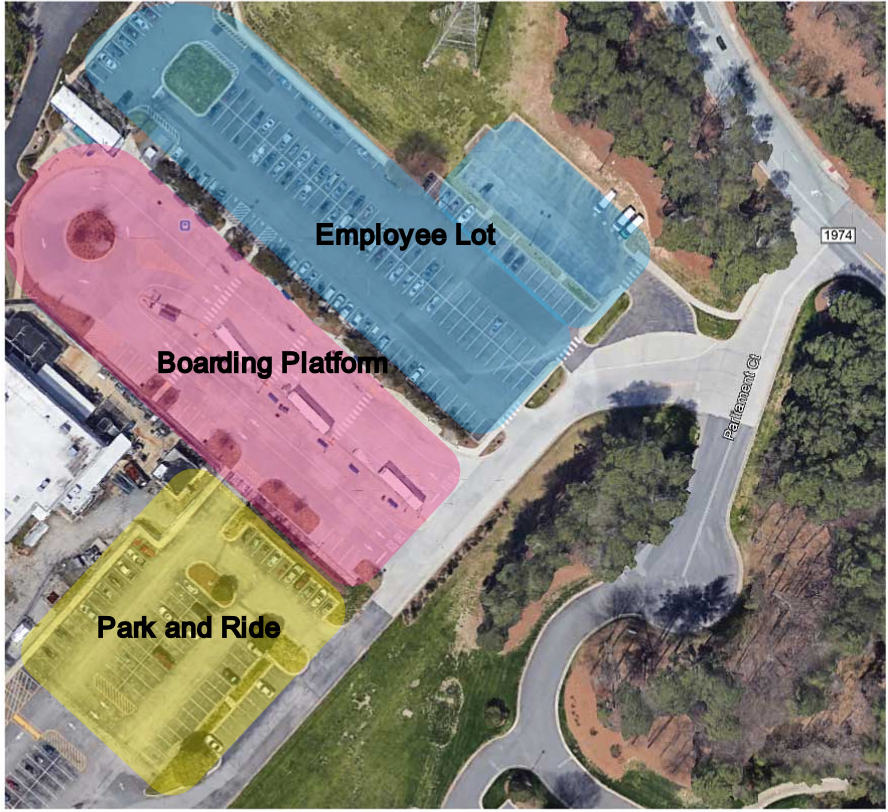 Employee Lot
1974
Boarding Platform
Parliament Ct
Park and Ride